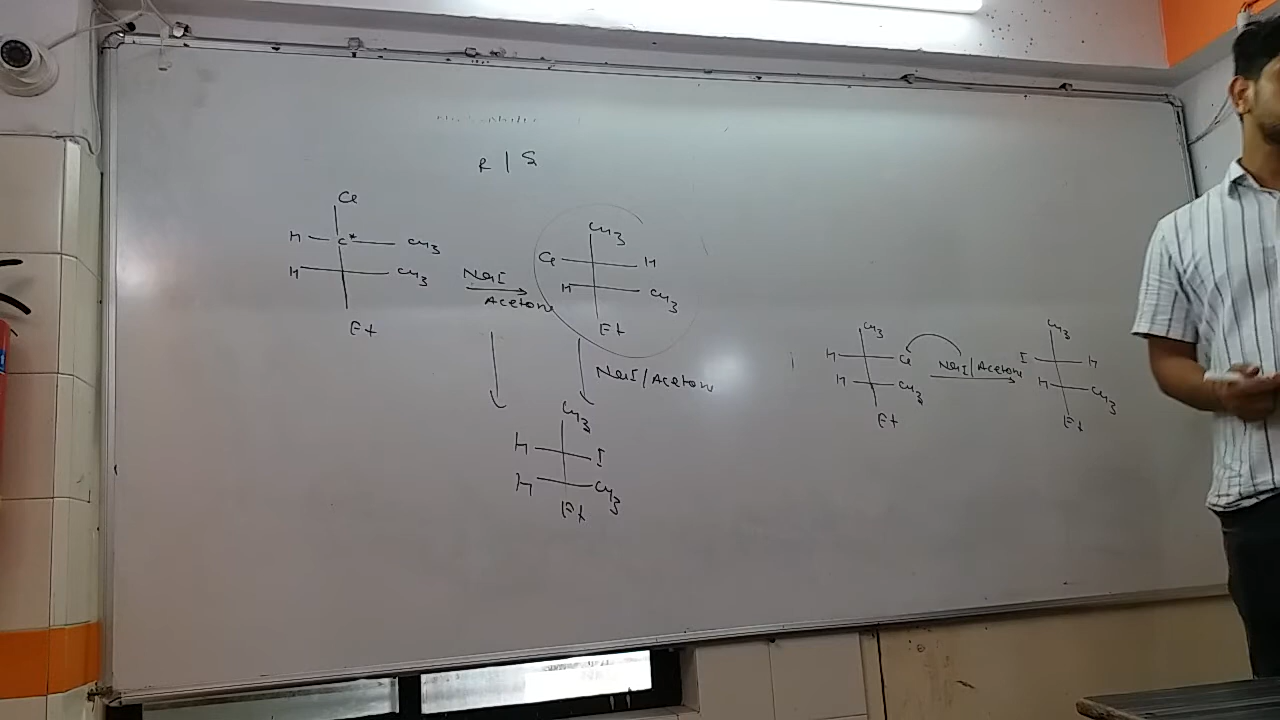 R | S
Cl
H C* CH3
H CH3
Et
NaI
Acetone
CH3
Cl H
H CH3
Et
NaI/Acetone
CH3
H I
H CH3
Et
CH3
H Cl
H CH3
Et
NaI/Acetone
CH3
I H
H CH3
Et